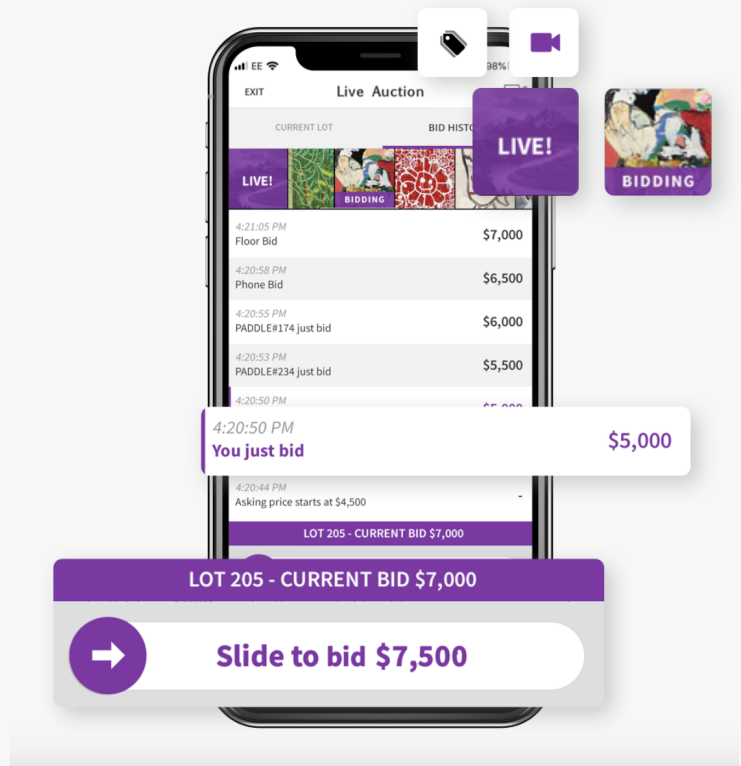 EE
98%
EXIT
Live Auction
CURRENT LOT
BID HISTO
LIVE!
LIVE!
BIDDING
BIDDING
4:21:05 PM
Floor Bid
$7,000
4:20:58 PM
Phone Bid
$6,500
4:20:55 PM
PADDLE#174 just bid
$6,000
4:20:53 PM
PADDLE#234 just bid
$5,500
4:20:50 PM
$5,000
4:20:50 PM
You just bid
$5,000
4:20:44 PM
Asking price starts at $4,500
-
LOT 205 - CURRENT BID $7,000
LOT 205 - CURRENT BID $7,000
Slide to bid $7,500